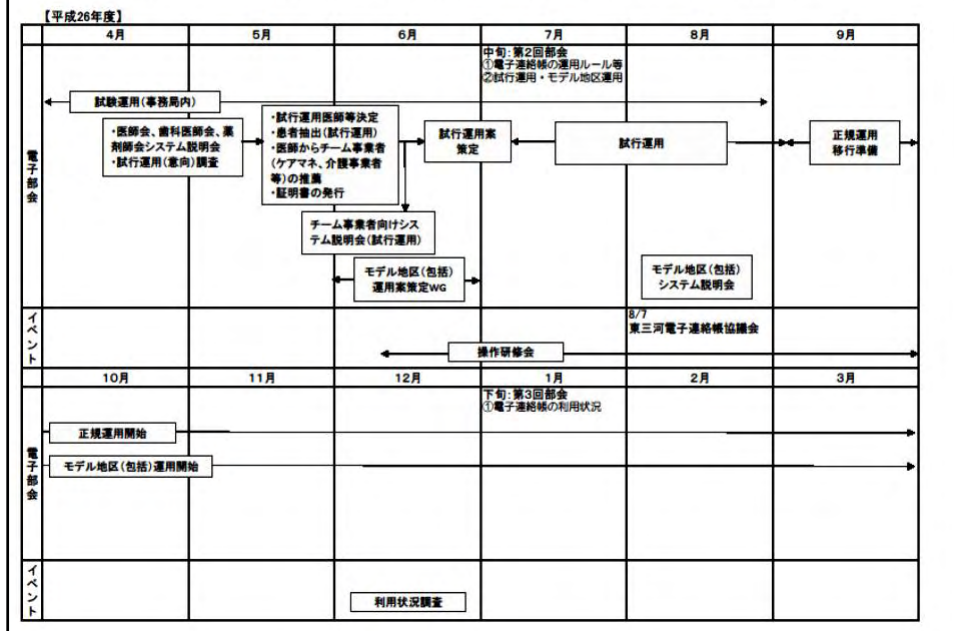 【平成26年度】
4月
5月
6月
7月
8月
9月
電子部会
中旬:第2回部会
①電子連絡帳の運用ルール等
②試行運用・モデル地区運用
試験運用(事務局内)
・医師会、歯科医師会、薬
剤師会システム説明会
・試行運用(意向)調査
・試行運用医師等決定
・患者抽出(試行運用)
・医師からチーム事業者
(ケアマネ、介護事業者
等)の推薦
・証明書の発行
試行運用案
策定
試行運用
正規運用
移行準備
チーム事業者向けシス
テム説明会(試行運用)
モデル地区(包括)
運用案策定WG
モデル地区(包括)
システム説明会
イベント
8/7
東三河電子連絡帳協議会
操作研修会
10月
11月
12月
1月
2月
3月
電子部会
下旬:第3回部会
①電子連絡帳の利用状況
正規運用開始
モデル地区(包括)運用開始
イベント
利用状況調査